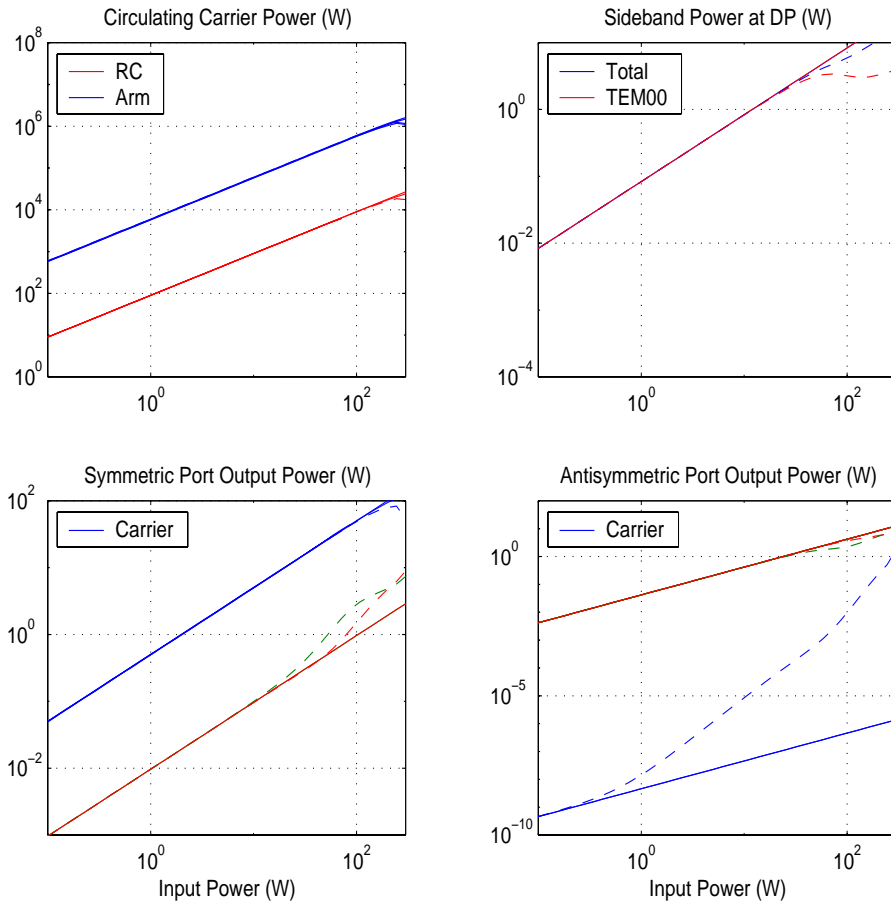 Circulating Carrier Power (W)
10^8
10^6
10^4
10^2
10^0
RC
Arm
10^0
10^2
Sideband Power at DP (W)
10^0
10^-2
10^-4
Total
TEM00
10^0
10^2
Symmetric Port Output Power (W)
10^2
10^0
10^-2
Carrier
10^0
10^2
Input Power (W)
Antisymmetric Port Output Power (W)
10^0
10^-5
10^-10
Carrier
10^0
10^2
Input Power (W)